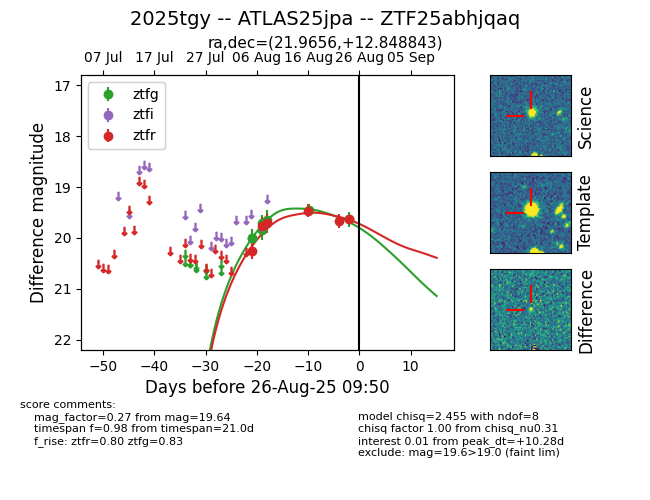 2025tgy -- ATLAS25jpa -- ZTF25abhjqaq
ra,dec=(21.9656,+12.848843)
07 Jul 17 Jul 27 Jul 06 Aug 16 Aug 26 Aug 05 Sep
17
18
19
20
21
22
Difference magnitude
ztfg
ztfi
ztfr
−50 −40 −30 −20 −10 0 10
Days before 26-Aug-25 09:50
Science
Template
Difference
score comments:
mag_factor=0.27 from mag=19.64
timespan f=0.98 from timespan=21.0d
f_rise: ztfr=0.80 ztfg=0.83
model chisq=2.455 with ndof=8
chisq factor 1.00 from chisq_nu0.31
interest 0.01 from peak_dt=+10.28d
exclude: mag=19.6>19.0 (faint lim)